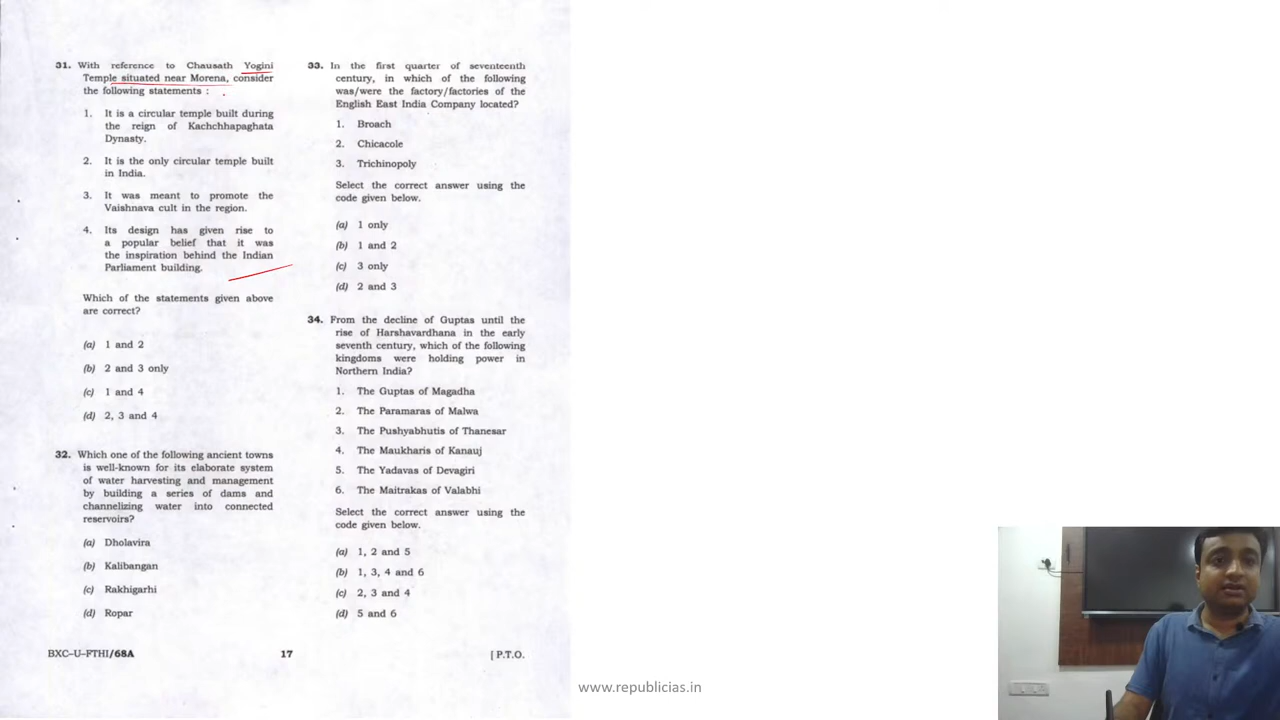 31. With reference to Chausath Yogini
Temple situated near Morena, consider
the following statements :
1. It is a circular temple built during
the reign of Kachchhapaghata
Dynasty.
2. It is the only circular temple built
in India.
3. It was meant to promote the
Vaishnava cult in the region.
4. Its design has given rise to
a popular belief that it was
the inspiration behind the Indian
Parliament building.
Which of the statements given above
are correct?
(a) 1 and 2
(b) 2 and 3 only
(c) 1 and 4
(d) 2, 3 and 4
32. Which one of the following ancient towns
is well-known for its elaborate system
of water harvesting and management
by building a series of dams and
channelizing water into connected
reservoirs?
(a) Dholavira
(b) Kalibangan
(c) Rakhigarhi
(d) Ropar
33. In the first quarter of seventeenth
century, in which of the following
was/were the factory/factories of the
English East India Company located?
1. Broach
2. Chicacole
3. Trichinopoly
Select the correct answer using the
code given below.
(a) 1 only
(b) 1 and 2
(c) 3 only
(d) 2 and 3
34. From the decline of Guptas until the
rise of Harshavardhana in the early
seventh century, which of the following
kingdoms were holding power in
Northern India?
1. The Guptas of Magadha
2. The Paramaras of Malwa
3. The Pushyabhutis of Thanesar
4. The Maukharis of Kanauj
5. The Yadavas of Devagiri
6. The Maitrakas of Valabhi
Select the correct answer using the
code given below.
(a) 1, 2 and 5
(b) 1, 3, 4 and 6
(c) 2, 3 and 4
(d) 5 and 6
BXC-U-FTHI/68A 17 [ P.T.O.
www.republicias.in